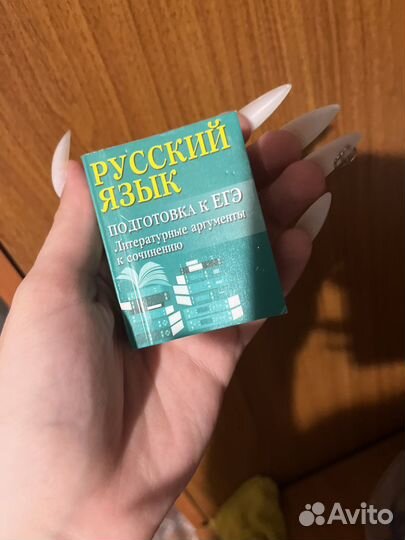 РУССКИЙ
ЯЗЫК
ПОДГОТОВКА К ЕГЭ
Литературные аргументы
к сочинению
Avito